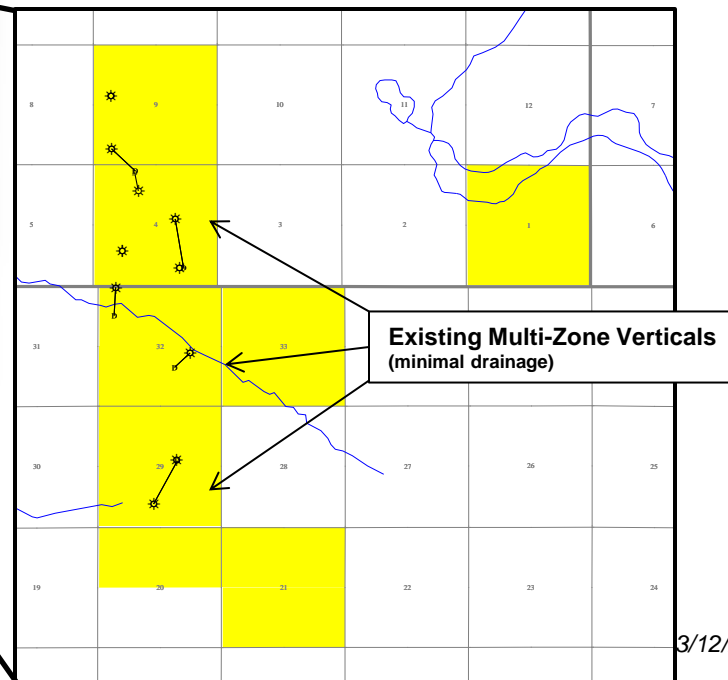 8 9 10 11 12 7
D
5 4 3 2 1 6
D
D
31 32 33
Existing Multi-Zone Verticals
(minimal drainage)
D
30 29 28 27 26 25
19 20 21 22 23 24
3/12/